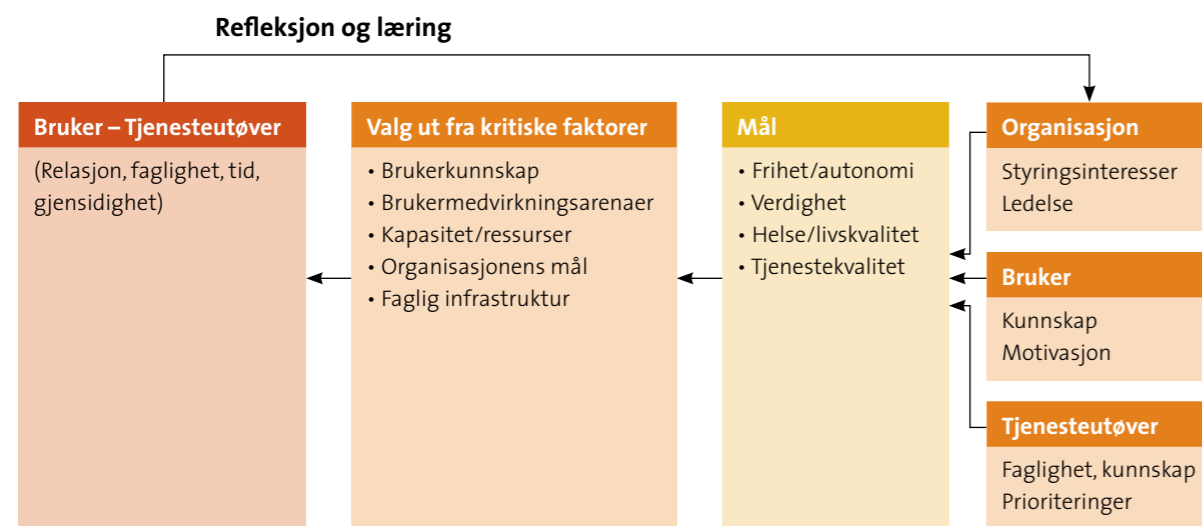 Refleksjon og læring
Bruker – Tjenesteutøver
(Relasjon, faglighet, tid,
gjensidighet)
Valg ut fra kritiske faktorer
• Brukerkunnskap
• Brukermedvirkningsarenaer
• Kapasitet/ressurser
• Organisasjonens mål
• Faglig infrastruktur
Mål
• Frihet/autonomi
• Verdighet
• Helse/livskvalitet
• Tjenestekvalitet
Organisasjon
Styringsinteresser
Ledelse
Bruker
Kunnskap
Motivasjon
Tjenesteutøver
Faglighet, kunnskap
Prioriteringer